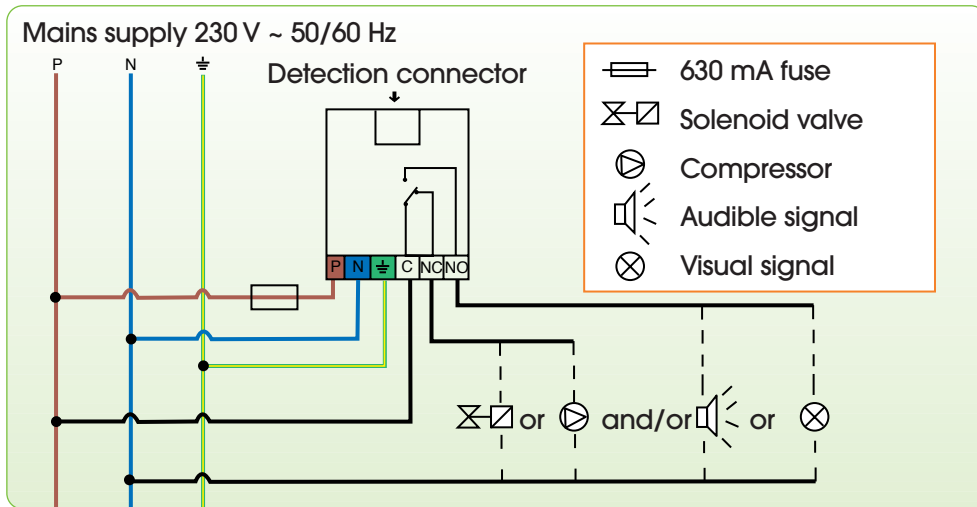 Mains supply 230 V ~ 50/60 Hz
P N
Detection connector
630 mA fuse
Solenoid valve
Compressor
Audible signal
Visual signal
P N C NC NO
or and/or or